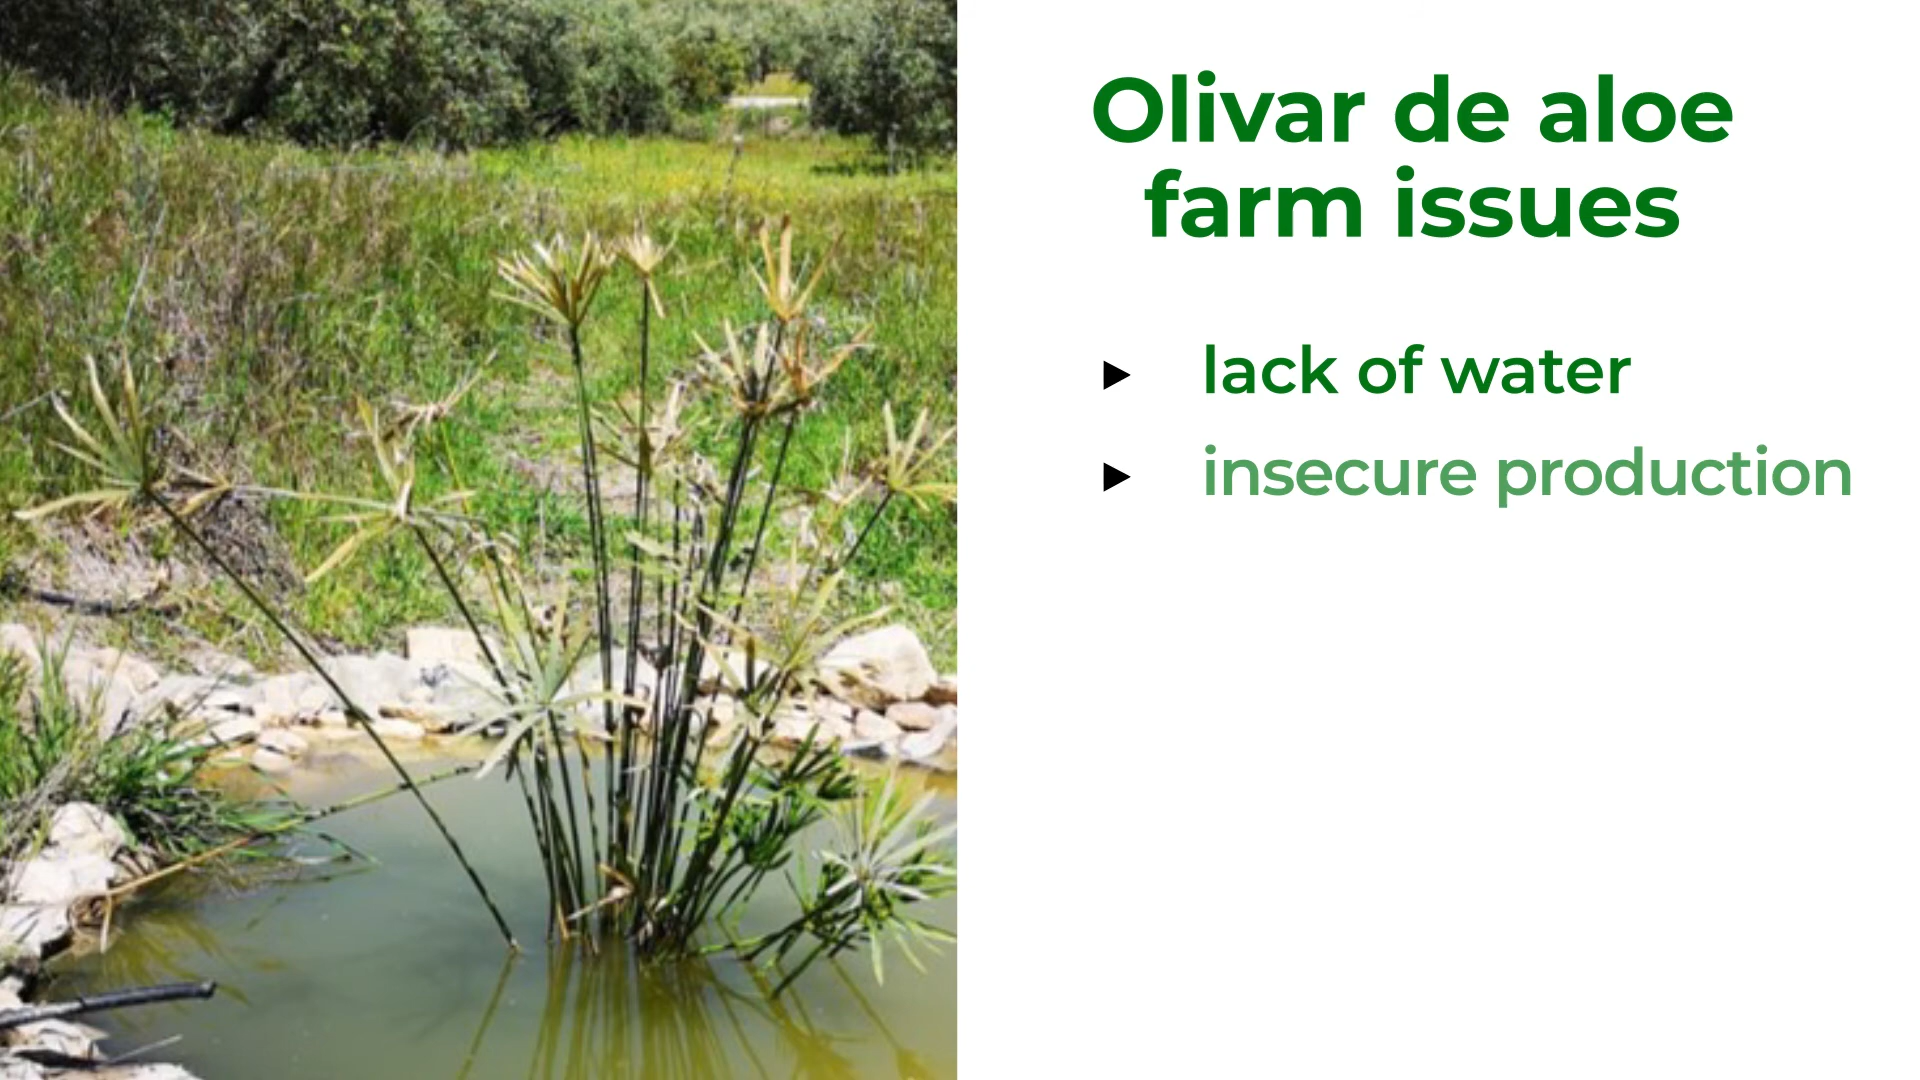 Olivar de aloe
farm issues
► lack of water
► insecure production